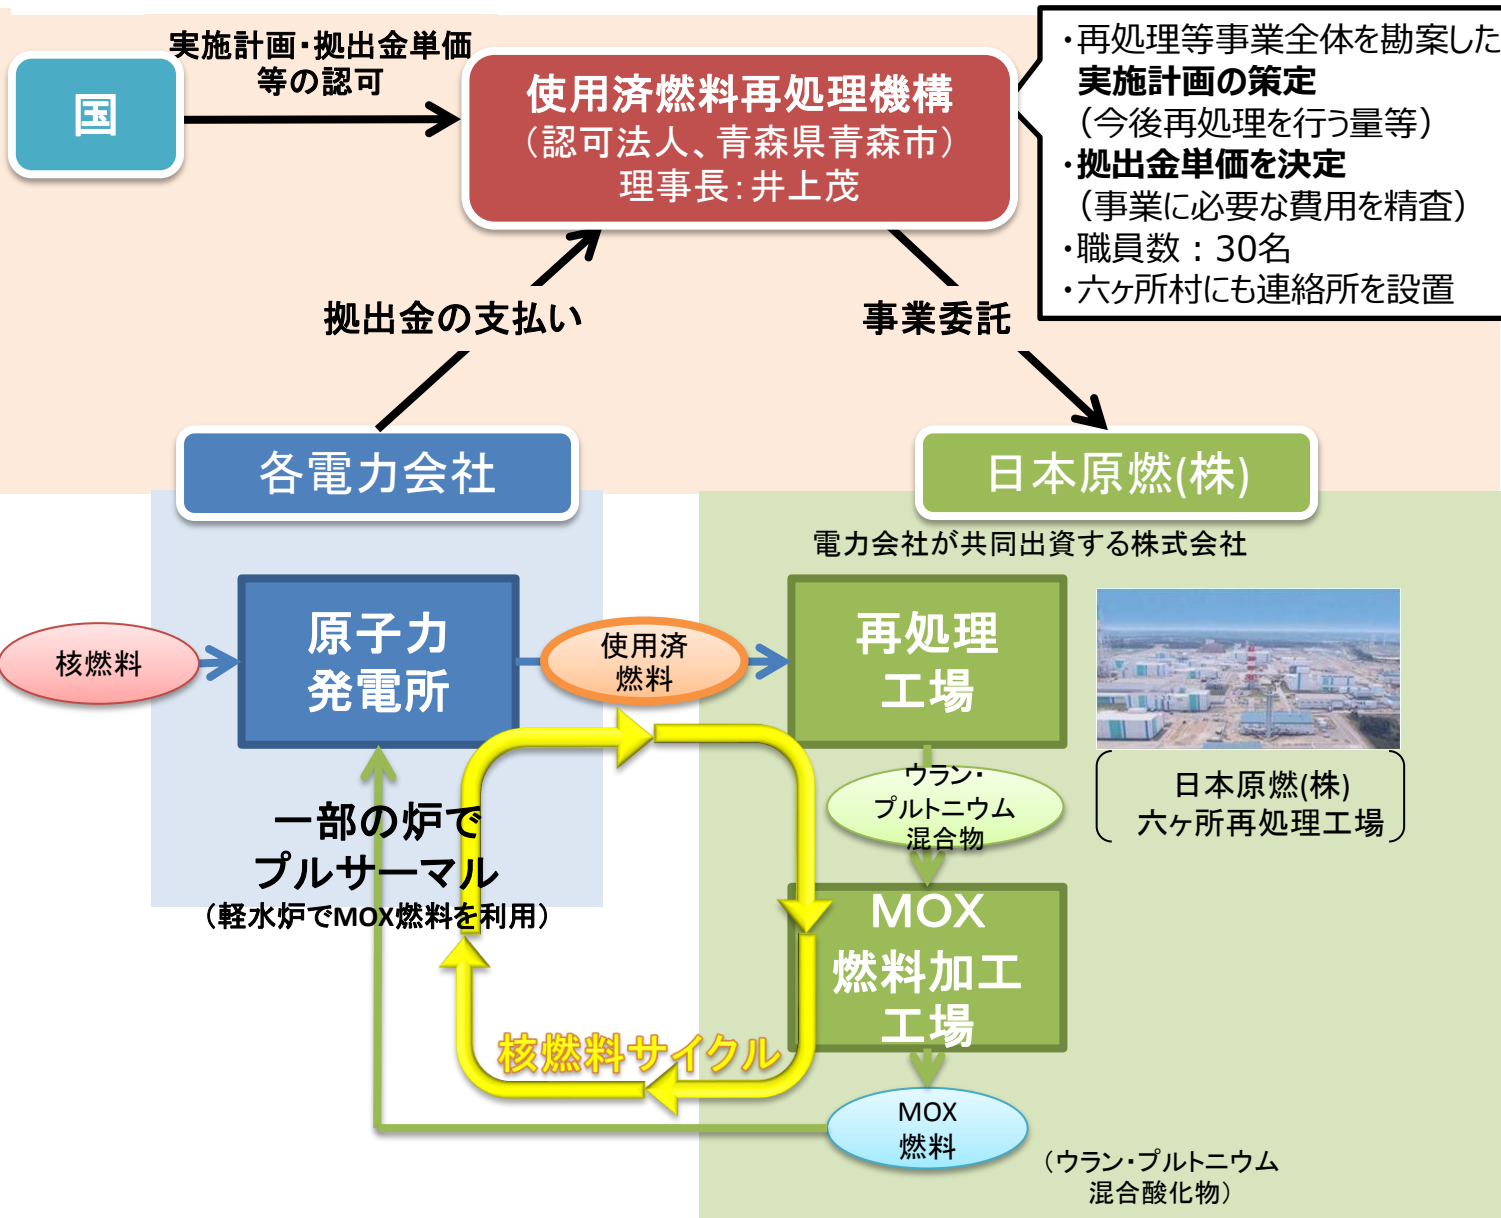 実施計画・拠出金単価
等の認可
国
使用済燃料再処理機構
（認可法人、青森県青森市）
理事長：井上茂
・再処理等事業全体を勘案した
実施計画の策定
（今後再処理を行う量等）
・拠出金単価を決定
（事業に必要な費用を精査）
・職員数：30名
・六ヶ所村にも連絡所を設置
拠出金の支払い
事業委託
各電力会社
日本原燃(株)
電力会社が共同出資する株式会社
核燃料
原子力
発電所
使用済
燃料
再処理
工場
ウラン・
プルトニウム
混合物
日本原燃(株)
六ヶ所再処理工場
一部の炉で
プルサーマル
（軽水炉でMOX燃料を利用）
MOX
燃料加工
工場
核燃料サイクル
MOX
燃料
（ウラン・プルトニウム
混合酸化物）